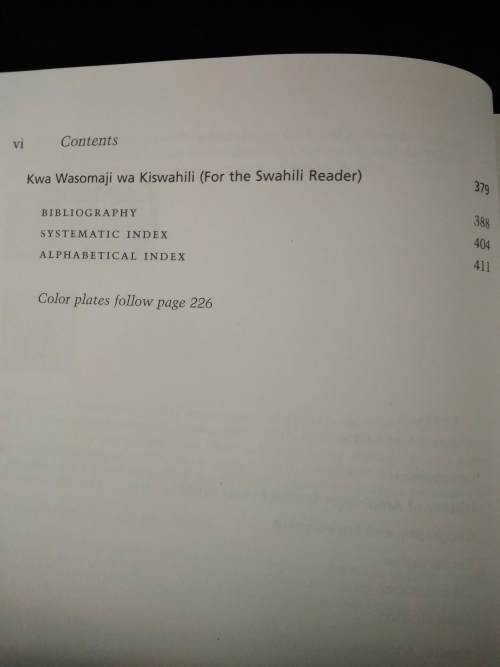 vi Contents
Kwa Wasomaji wa Kiswahili (For the Swahili Reader) 379
BIBLIOGRAPHY 388
SYSTEMATIC INDEX 404
ALPHABETICAL INDEX 411
Color plates follow page 226